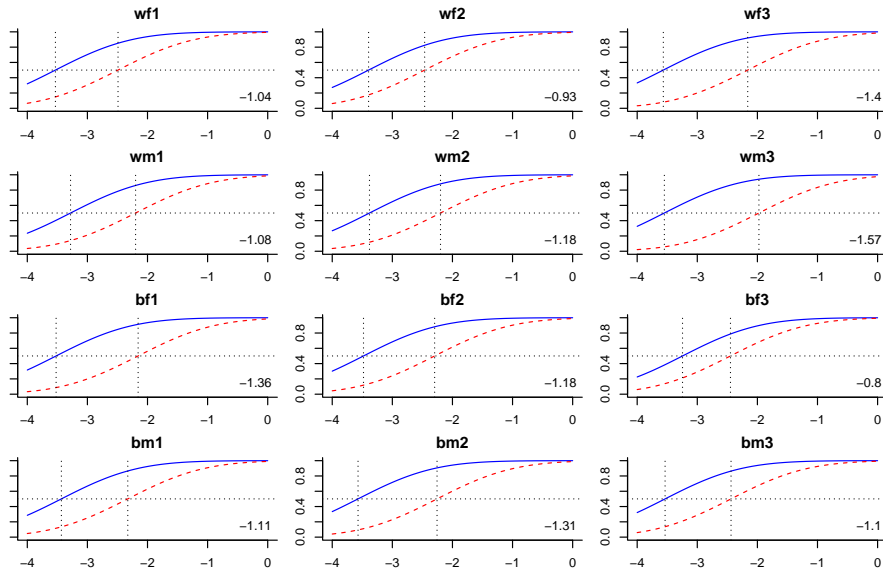 wf1
−1.04
−4 −3 −2 −1 0
wf2
0.0 0.4 0.8
−0.93
−4 −3 −2 −1 0
wf3
0.0 0.4 0.8
−1.4
−4 −3 −2 −1 0
wm1
−1.08
−4 −3 −2 −1 0
wm2
0.0 0.4 0.8
−1.18
−4 −3 −2 −1 0
wm3
0.0 0.4 0.8
−1.57
−4 −3 −2 −1 0
bf1
−1.36
−4 −3 −2 −1 0
bf2
0.0 0.4 0.8
−1.18
−4 −3 −2 −1 0
bf3
0.0 0.4 0.8
−0.8
−4 −3 −2 −1 0
bm1
−1.11
−4 −3 −2 −1 0
bm2
0.0 0.4 0.8
−1.31
−4 −3 −2 −1 0
bm3
0.0 0.4 0.8
−1.1
−4 −3 −2 −1 0